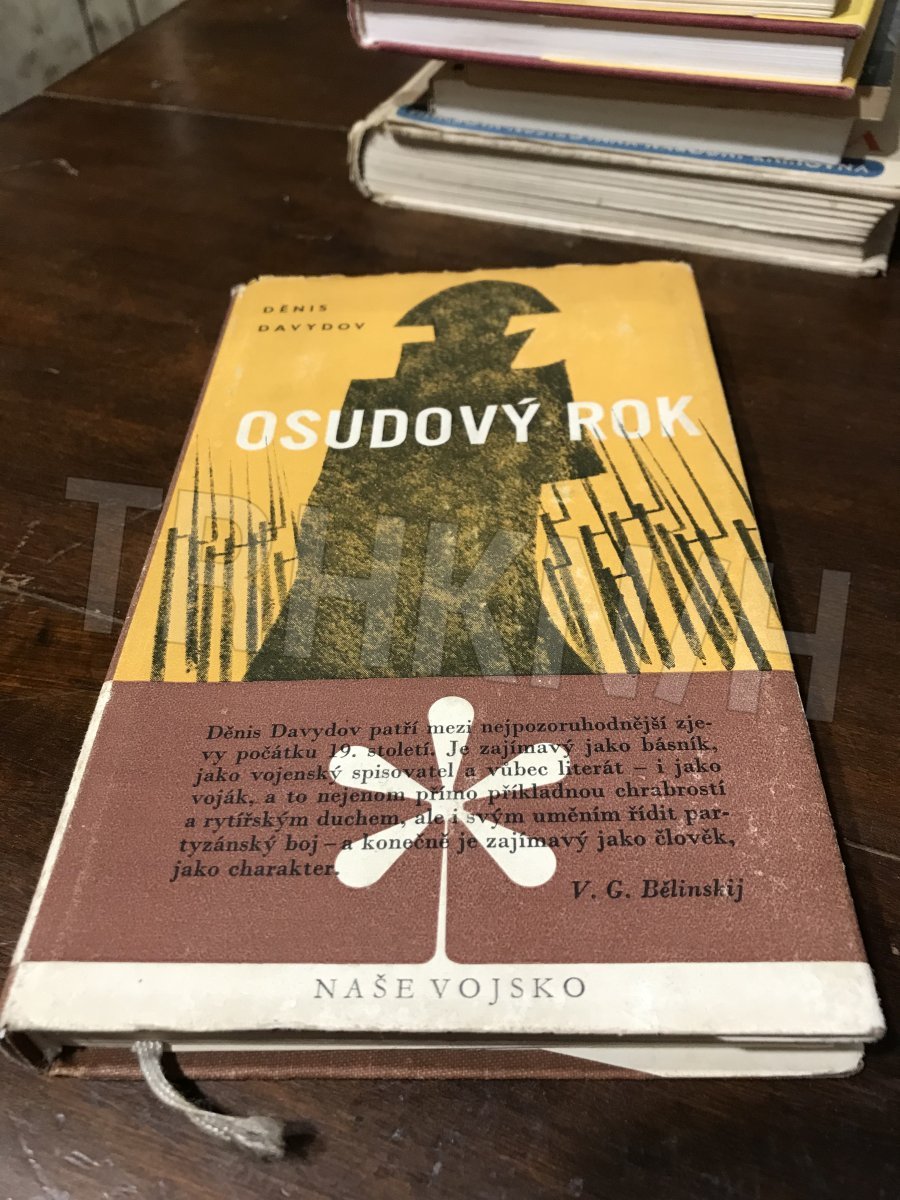 DĚNIS
DAVYDOV
OSUDOVÝ ROK
TRHKNIH
Děnis Davydov patří mezi nejpozoruhodnější zje-
vy počátku 19. století. Je zajímavý jako básník,
jako vojenský spisovatel a vůbec literát – i jako
voják, a to nejenom přímo příkladnou chrabrostí
a rytířským duchem, ale i svým uměním řídit par-
tyzánský boj – a konečně je zajímavý jako člověk,
jako charakter.
V. G. Bělinskij
NAŠE VOJSKO